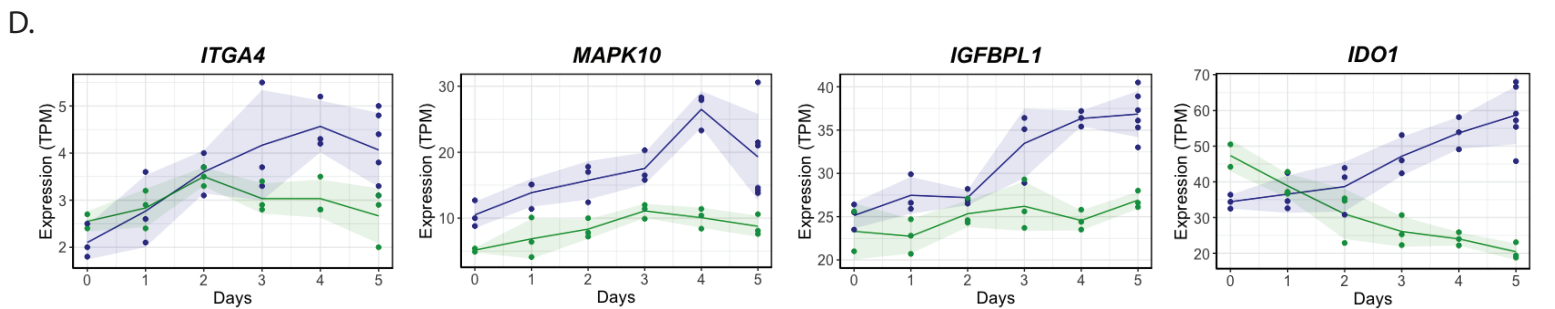 D.
ITGA4
Expression (TPM)
5
4
3
2
0 1 2 3 4 5
Days
MAPK10
Expression (TPM)
30
20
10
0 1 2 3 4 5
Days
IGFBPL1
Expression (TPM)
40
35
30
25
20
0 1 2 3 4 5
Days
IDO1
Expression (TPM)
70
60
50
40
30
20
0 1 2 3 4 5
Days